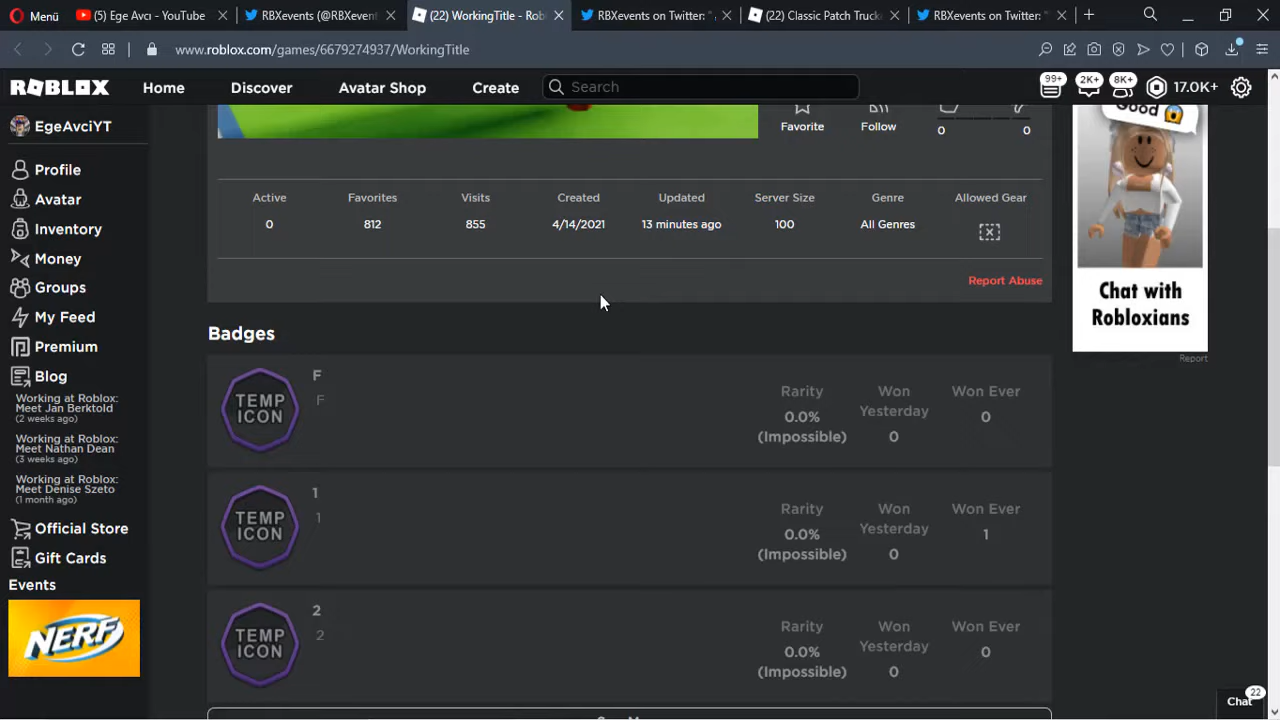 Menü
(5) Ege Avcı - YouTube
RBXevents (@RBXevent
(22) WorkingTitle - Rob
RBXevents on Twitter: "
(22) Classic Patch Truck
RBXevents on Twitter: "
www.roblox.com/games/6679274937/WorkingTitle
ROBLOX
Home
Discover
Avatar Shop
Create
Search
99+
2K+
8K+
17.0K+
EgeAvciYT
Profile
Avatar
Inventory
Money
Groups
My Feed
Premium
Blog
Working at Roblox:
Meet Jan Berktold
(2 weeks ago)
Working at Roblox:
Meet Nathan Dean
(3 weeks ago)
Working at Roblox:
Meet Denise Szeto
(1 month ago)
Official Store
Gift Cards
Events
NERF
Favorite
Follow
0
0
Active
Favorites
Visits
Created
Updated
Server Size
Genre
Allowed Gear
0
812
855
4/14/2021
13 minutes ago
100
All Genres
Report Abuse
Badges
TEMP
ICON
F
F
Rarity
0.0%
(Impossible)
Won
Yesterday
0
Won Ever
0
TEMP
ICON
1
1
Rarity
0.0%
(Impossible)
Won
Yesterday
0
Won Ever
1
TEMP
ICON
2
2
Rarity
0.0%
(Impossible)
Won
Yesterday
0
Won Ever
0
Good
Chat with
Robloxians
Report
Chat
22